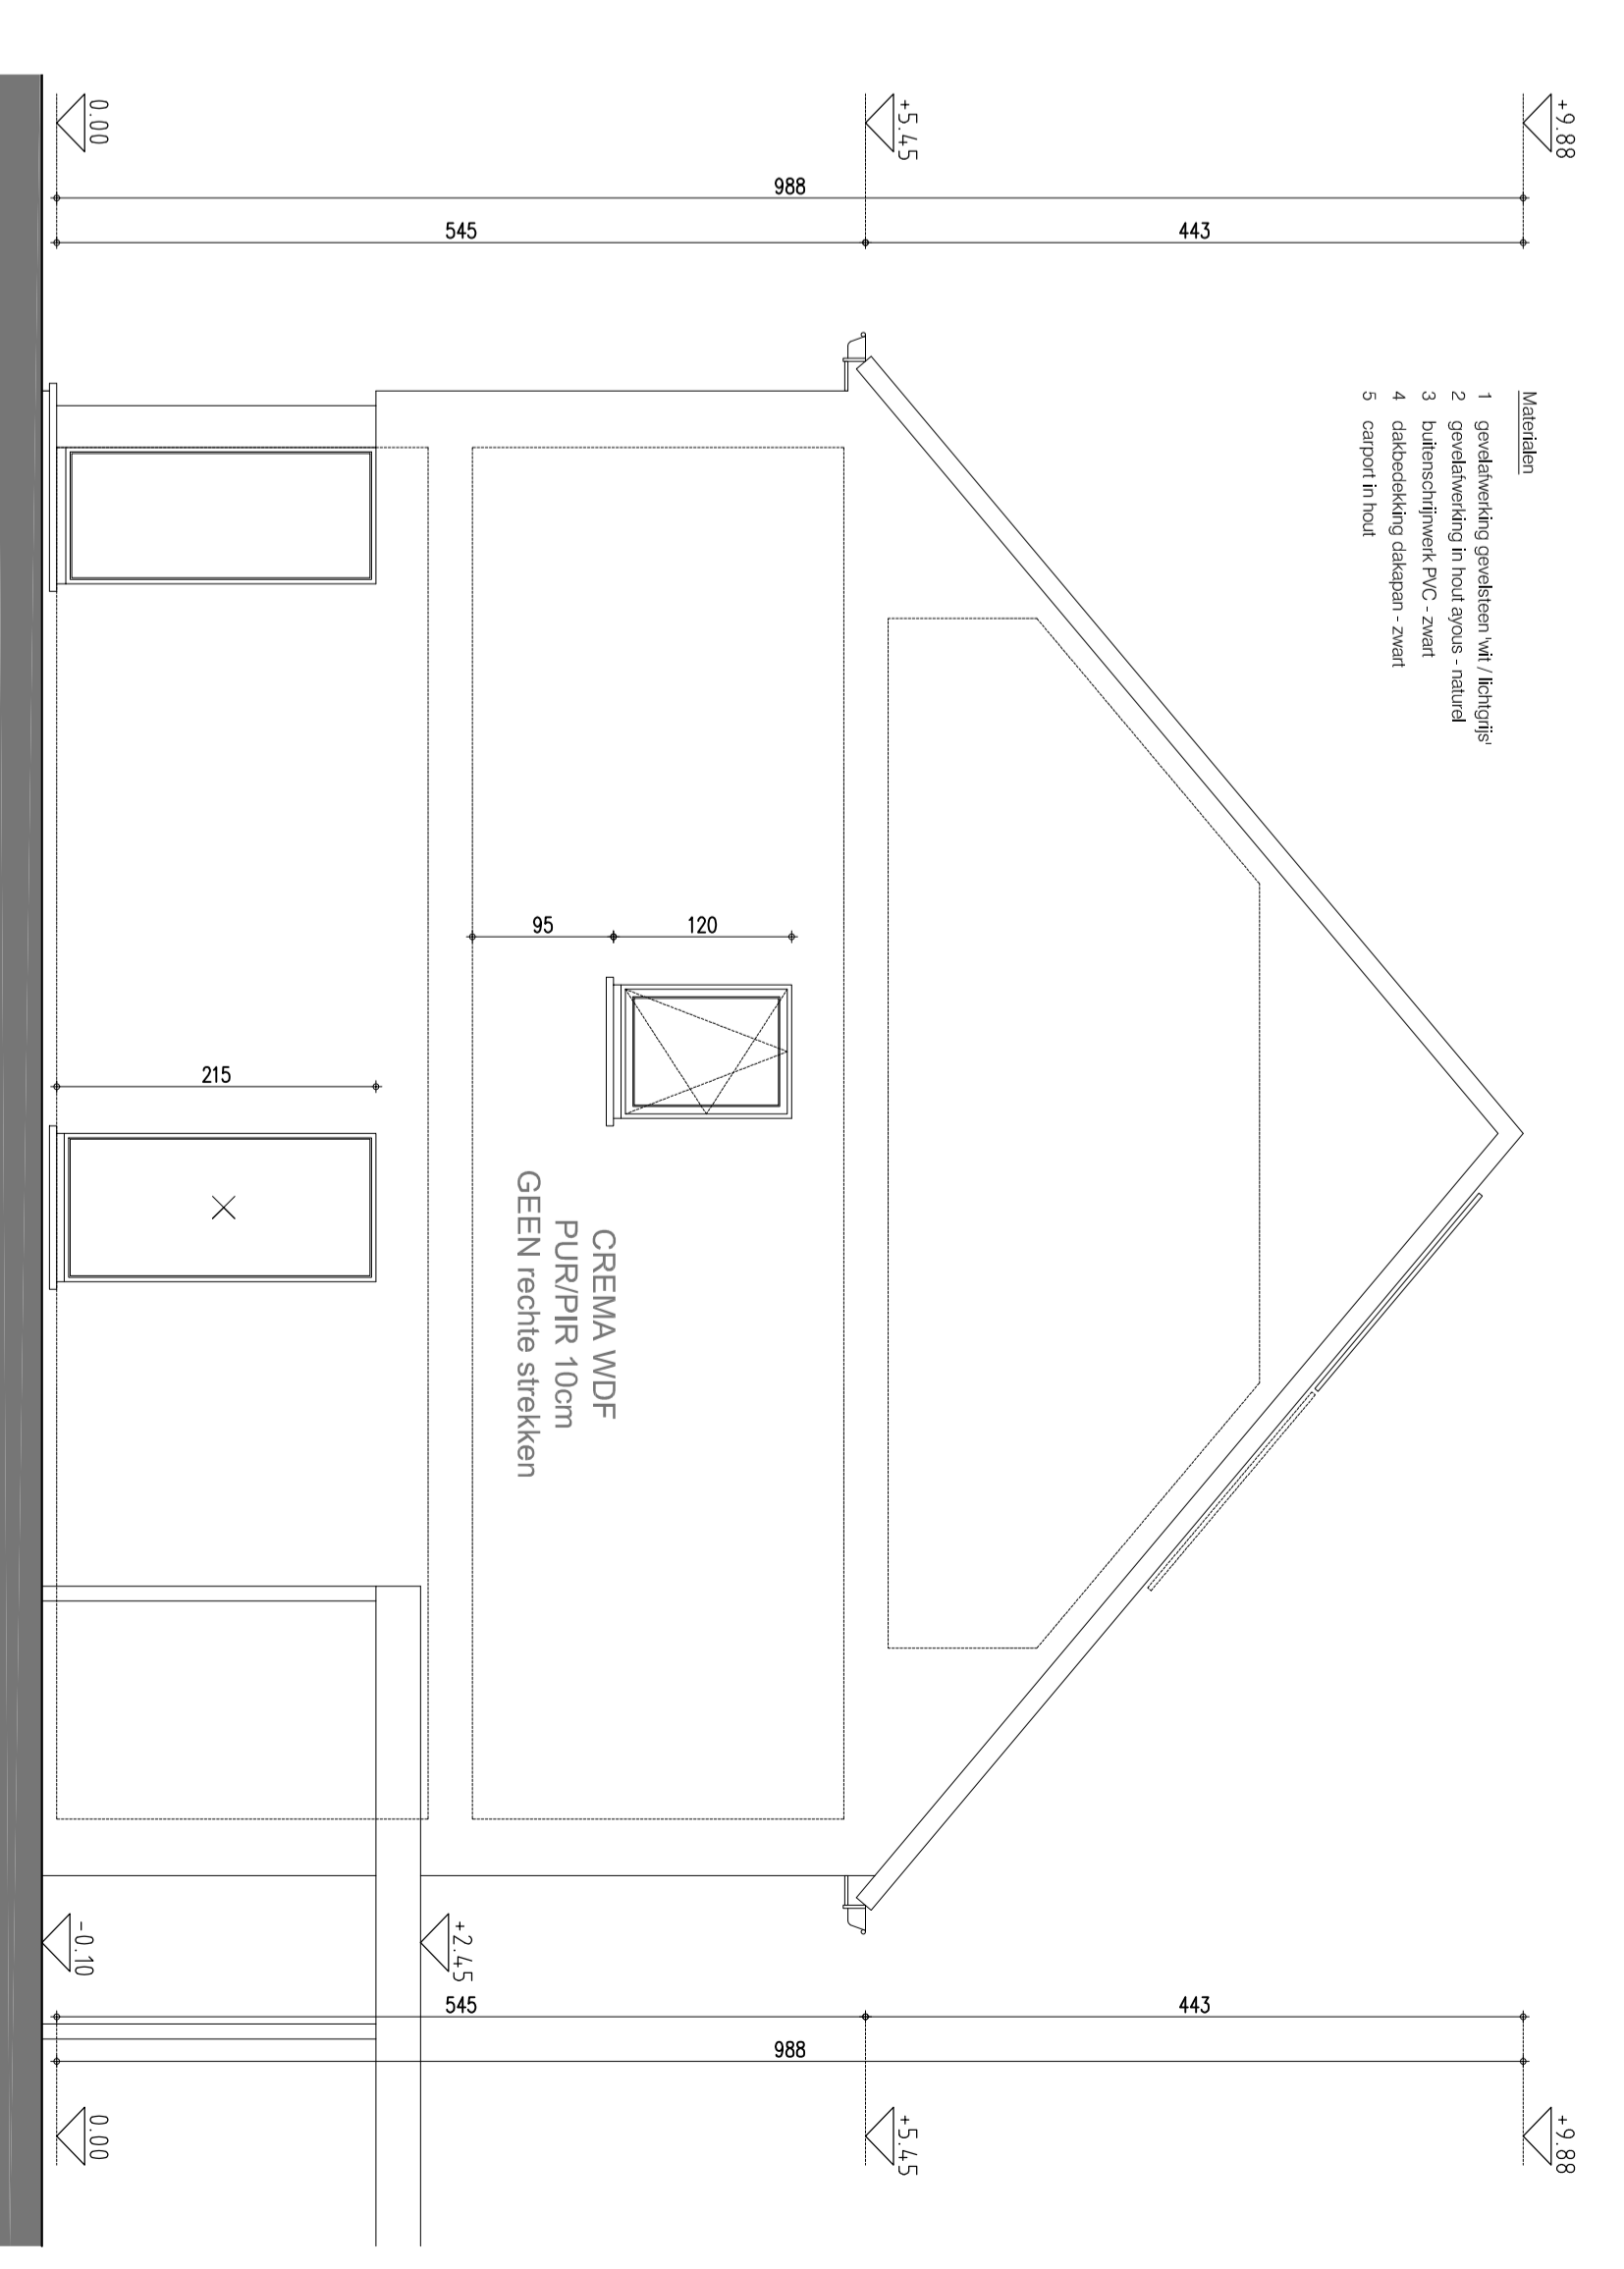 +9.88
+5.45
0.00
988
443
545
Materialen
1 gevelafwerking gevelsteen 'wit / lichtgrijs'
2 gevelafwerking in hout ayous - naturel
3 buitenschrijnwerk PVC - zwart
4 dakbedekking dakapan - zwart
5 carport in hout
120
95
215
CREMA WDF
PUR/PIR 10cm
GEEN rechte strekken
+2.45
-0.10
443
545
988
+9.88
+5.45
0.00